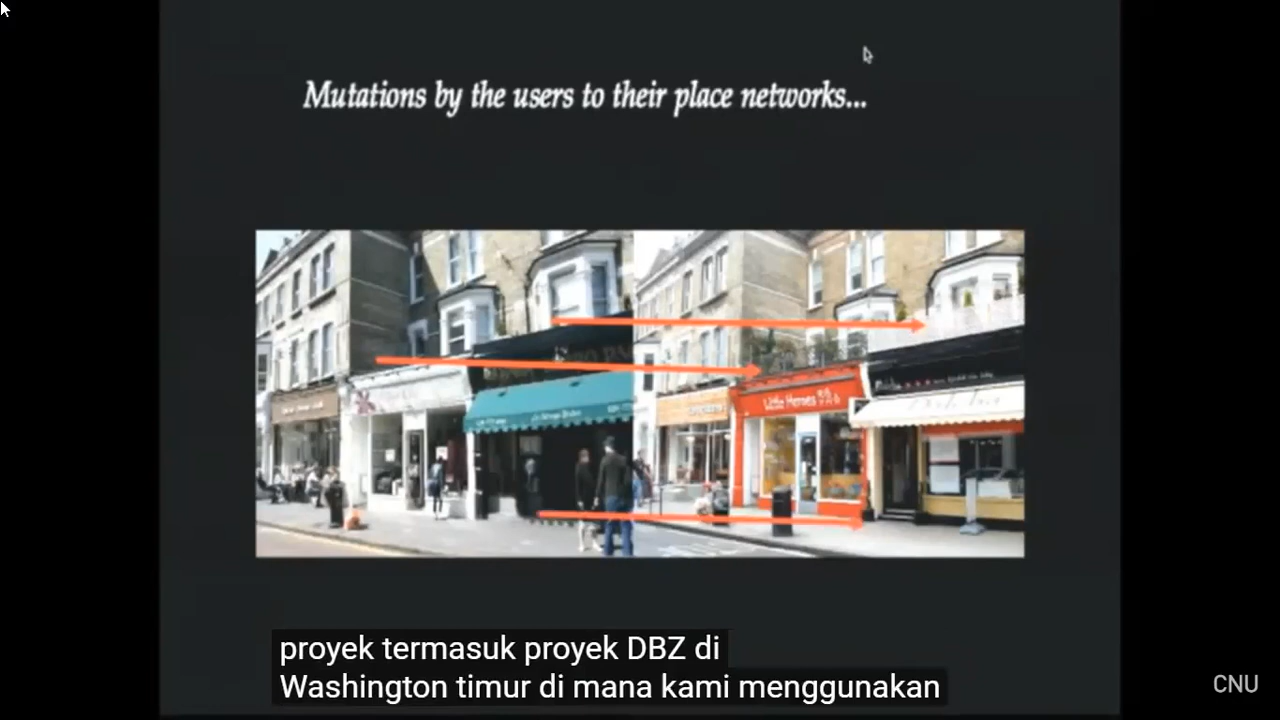 Mutations by the users to their place networks...
Little Heroes
proyek termasuk proyek DBZ di
Washington timur di mana kami menggunakan
CNU